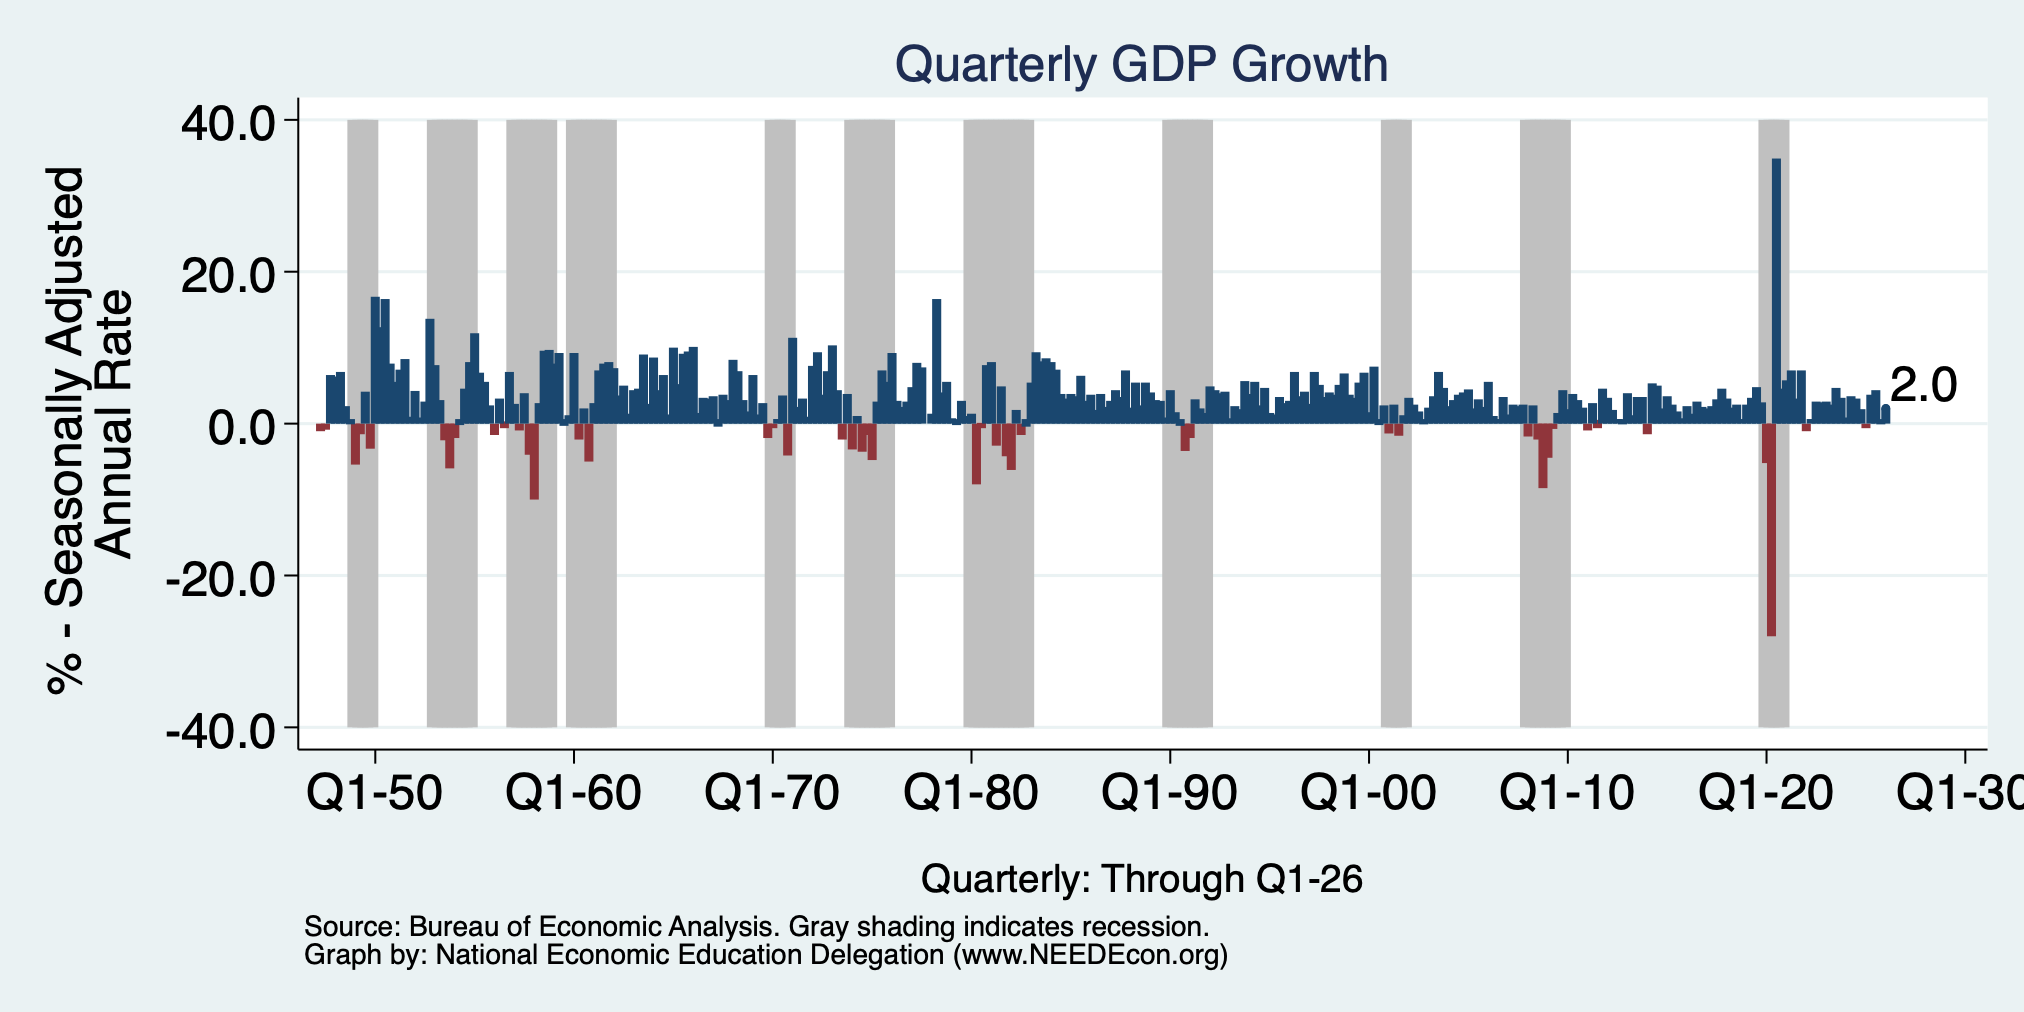 Quarterly GDP Growth
% - Seasonally Adjusted
Annual Rate
40.0
20.0
0.0
-20.0
-40.0
2.0
Q1-50 Q1-60 Q1-70 Q1-80 Q1-90 Q1-00 Q1-10 Q1-20 Q1-30
Quarterly: Through Q1-26
Source: Bureau of Economic Analysis. Gray shading indicates recession.
Graph by: National Economic Education Delegation (www.NEEDEcon.org)